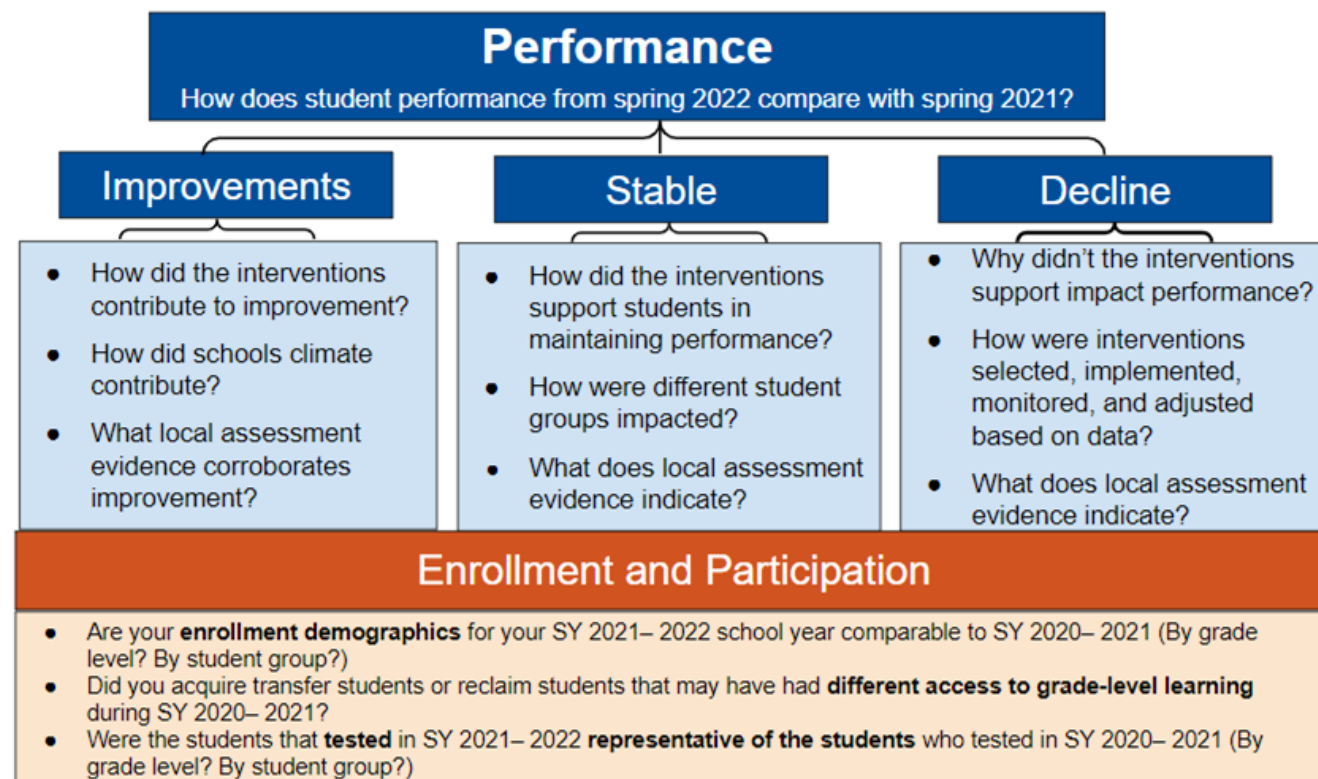 Performance
How does student performance from spring 2022 compare with spring 2021?
Improvements
● How did the interventions
contribute to improvement?
● How did schools climate
contribute?
● What local assessment
evidence corroborates
improvement?
Stable
● How did the interventions
support students in
maintaining performance?
● How were different student
groups impacted?
● What does local assessment
evidence indicate?
Decline
● Why didn't the interventions
support impact performance?
● How were interventions
selected, implemented,
monitored, and adjusted
based on data?
● What does local assessment
evidence indicate?
Enrollment and Participation
● Are your enrollment demographics for your SY 2021– 2022 school year comparable to SY 2020– 2021 (By grade
level? By student group?)
● Did you acquire transfer students or reclaim students that may have had different access to grade-level learning
during SY 2020– 2021?
● Were the students that tested in SY 2021– 2022 representative of the students who tested in SY 2020– 2021 (By
grade level? By student group?)